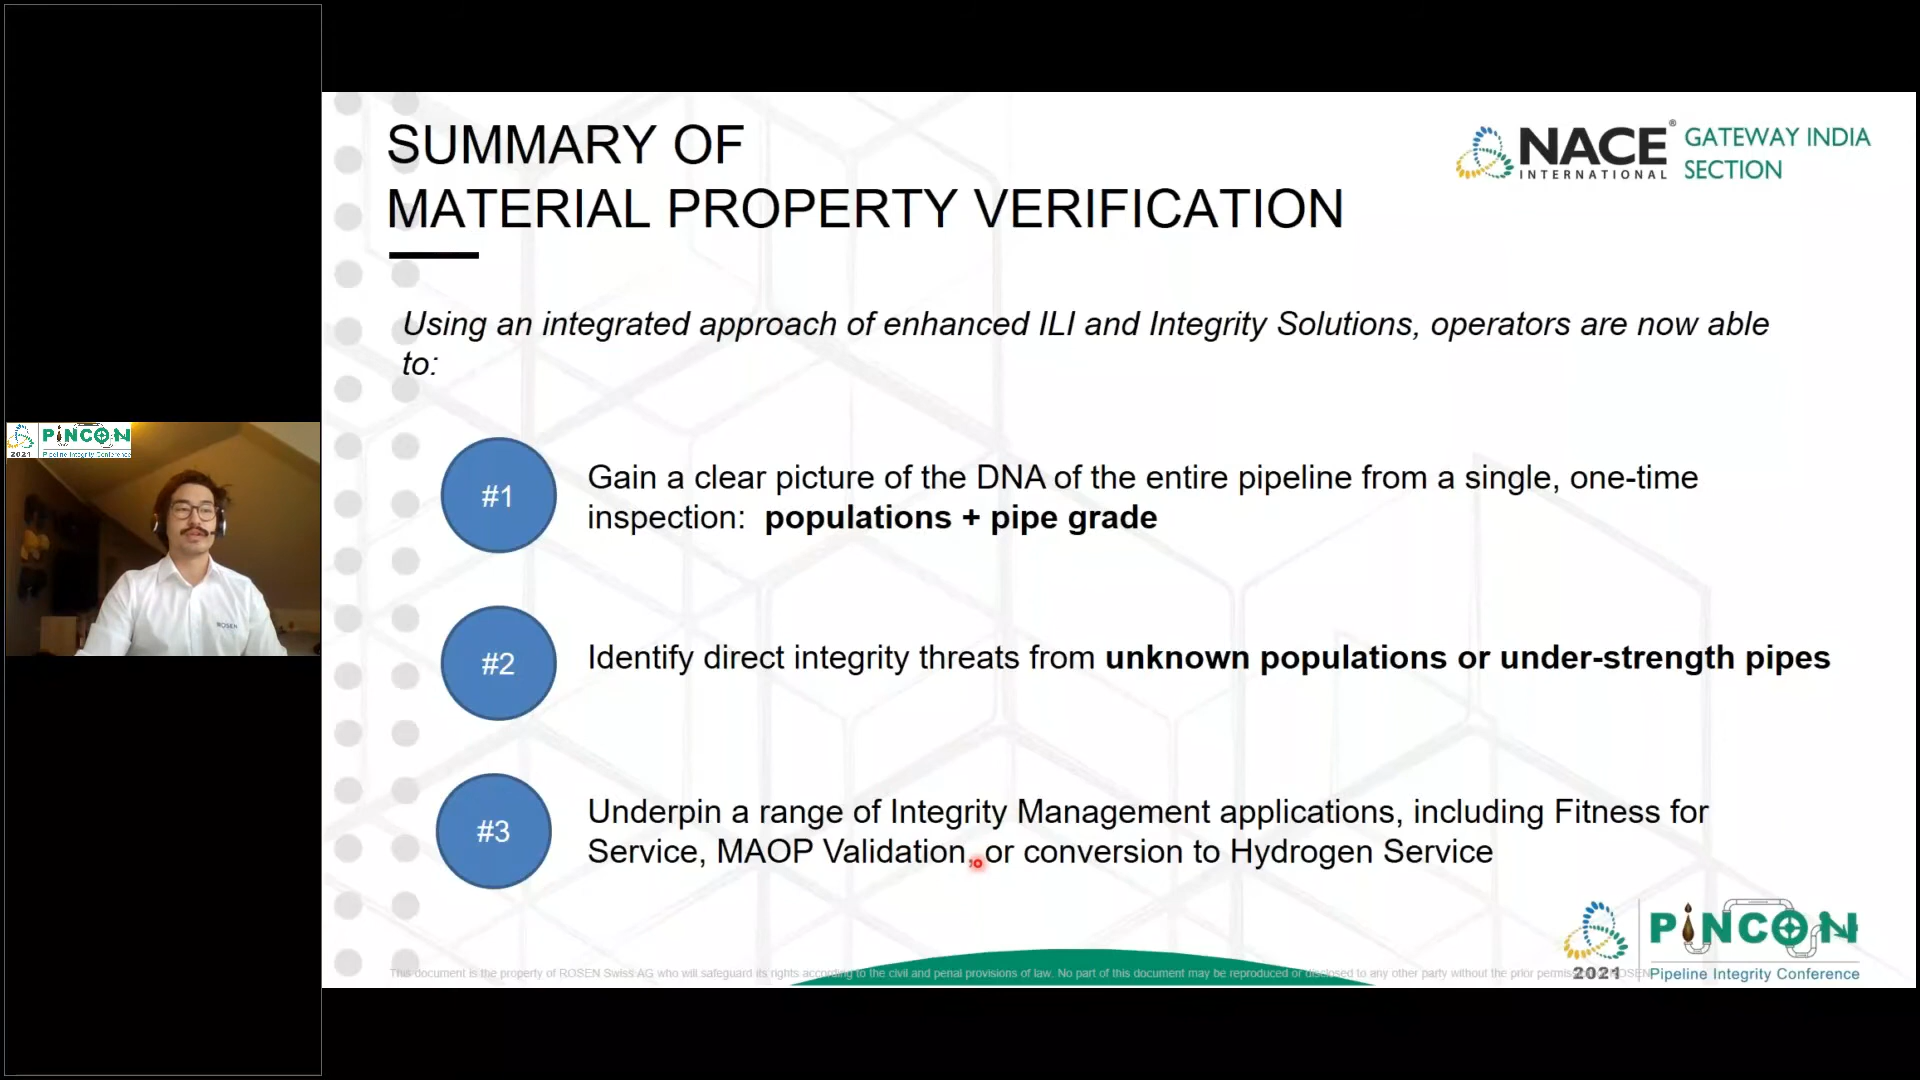 SUMMARY OF
MATERIAL PROPERTY VERIFICATION
NACE®
INTERNATIONAL
GATEWAY INDIA
SECTION
Using an integrated approach of enhanced ILI and Integrity Solutions, operators are now able
to:
#1
Gain a clear picture of the DNA of the entire pipeline from a single, one-time
inspection: populations + pipe grade
#2
Identify direct integrity threats from unknown populations or under-strength pipes
#3
Underpin a range of Integrity Management applications, including Fitness for
Service, MAOP Validation, or conversion to Hydrogen Service
This document is the property of ROSEN Swiss AG who will safeguard its rights according to the civil and penal provisions of law. No part of this document may be reproduced or disclosed to any other party without the prior
2021
PINCON
Pipeline Integrity Conference
2021
PINCON
Pipeline Integrity Conference
ROSEN